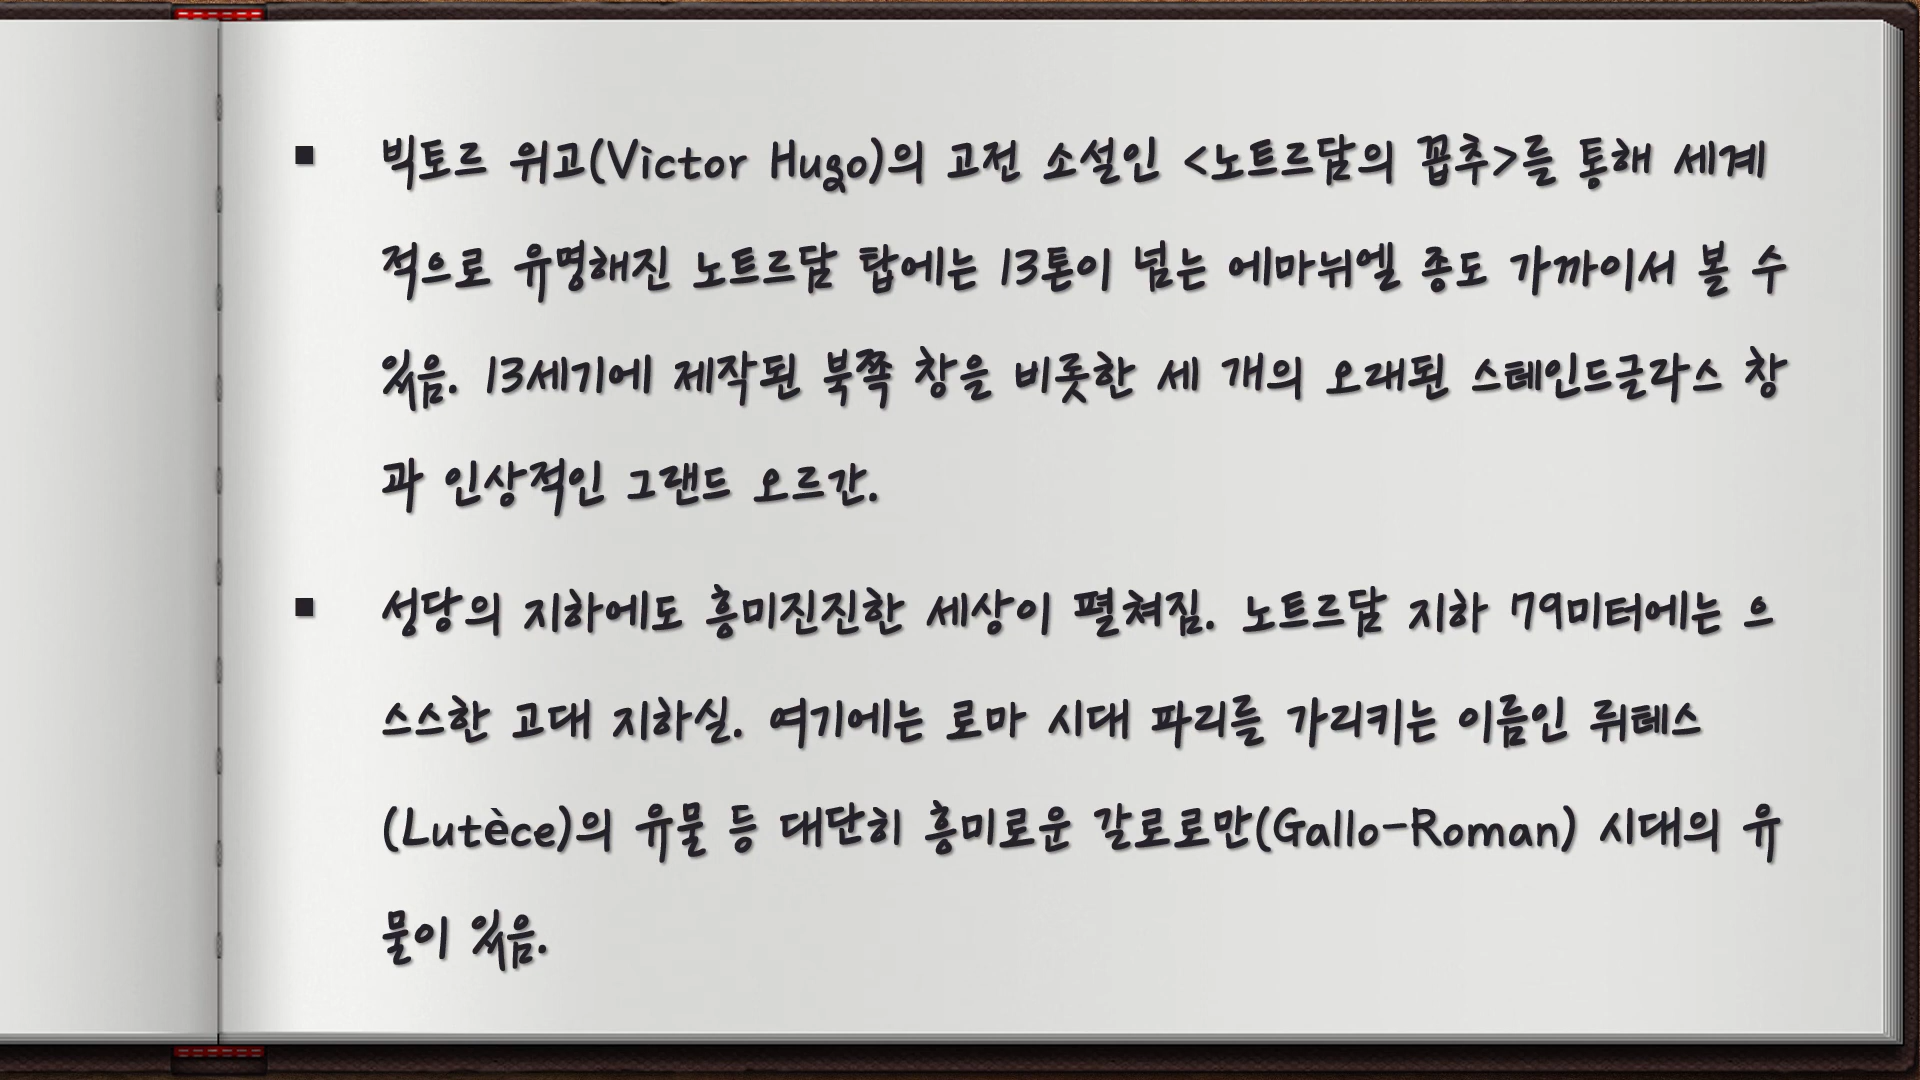 ▪ 빅토르 위고(Victor Hugo)의 고전 소설인 <노트르담의 꼽추>를 통해 세계
적으로 유명해진 노트르담 탑에는 13톤이 넘는 에마뉘엘 종도 가까이서 볼 수
있음. 13세기에 제작된 북쪽 창을 비롯한 세 개의 오래된 스테인드글라스 창
과 인상적인 그랜드 오르간.
▪ 성당의 지하에도 흥미진진한 세상이 펼쳐짐. 노트르담 지하 79미터에는 으
스스한 고대 지하실. 여기에는 로마 시대 파리를 가리키는 이름인 뤼테스
(Lutèce)의 유물 등 대단히 흥미로운 갈로로만(Gallo-Roman) 시대의 유
물이 있음.